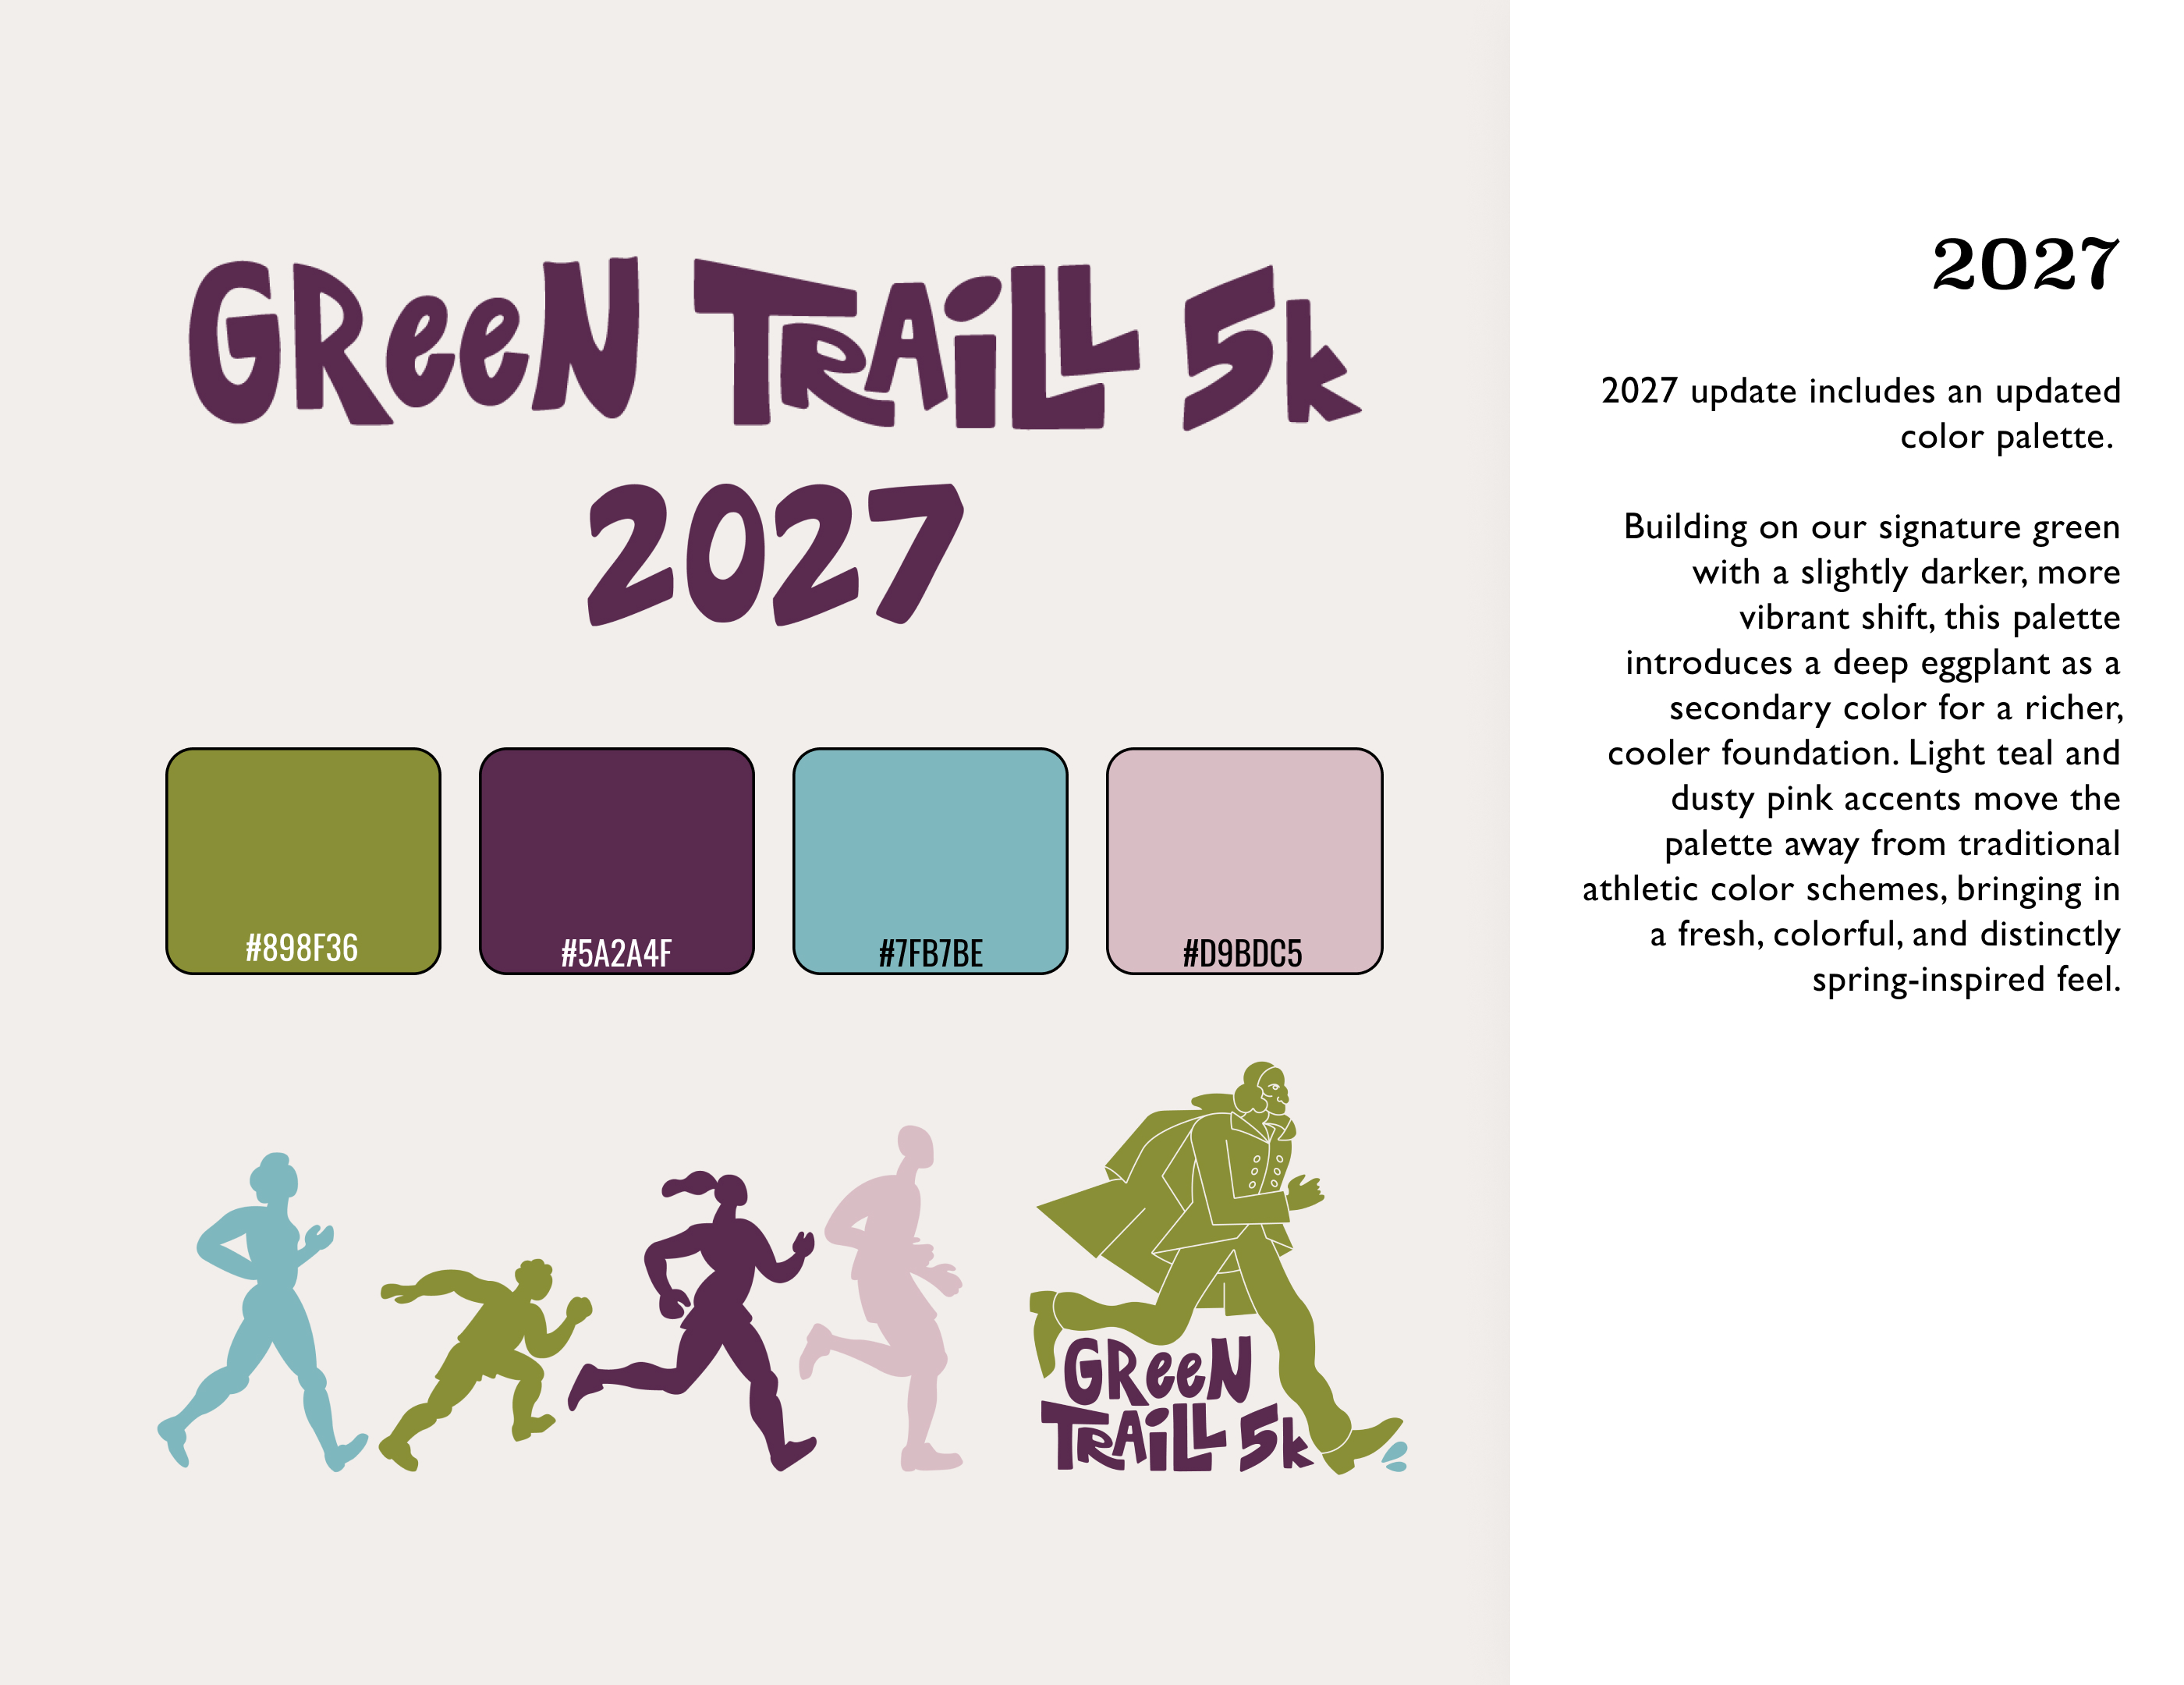 GReeN TRAiLL 5k
2027
#898F36
#5A2A4F
#7FB7BE
#D9BDC5
GReeN
TRAiLL 5k
2027
2027 update includes an updated
color palette.
Building on our signature green
with a slightly darker, more
vibrant shift, this palette
introduces a deep eggplant as a
secondary color for a richer,
cooler foundation. Light teal and
dusty pink accents move the
palette away from traditional
athletic color schemes, bringing in
a fresh, colorful, and distinctly
spring-inspired feel.